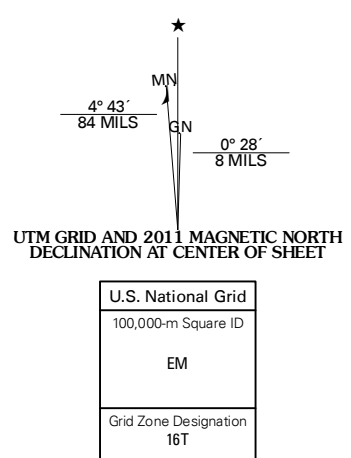 ★
MN
4° 43´
84 MILS
GN
0° 28´
8 MILS
UTM GRID AND 2011 MAGNETIC NORTH
DECLINATION AT CENTER OF SHEET
U.S. National Grid
100,000-m Square ID
EM
Grid Zone Designation
16T